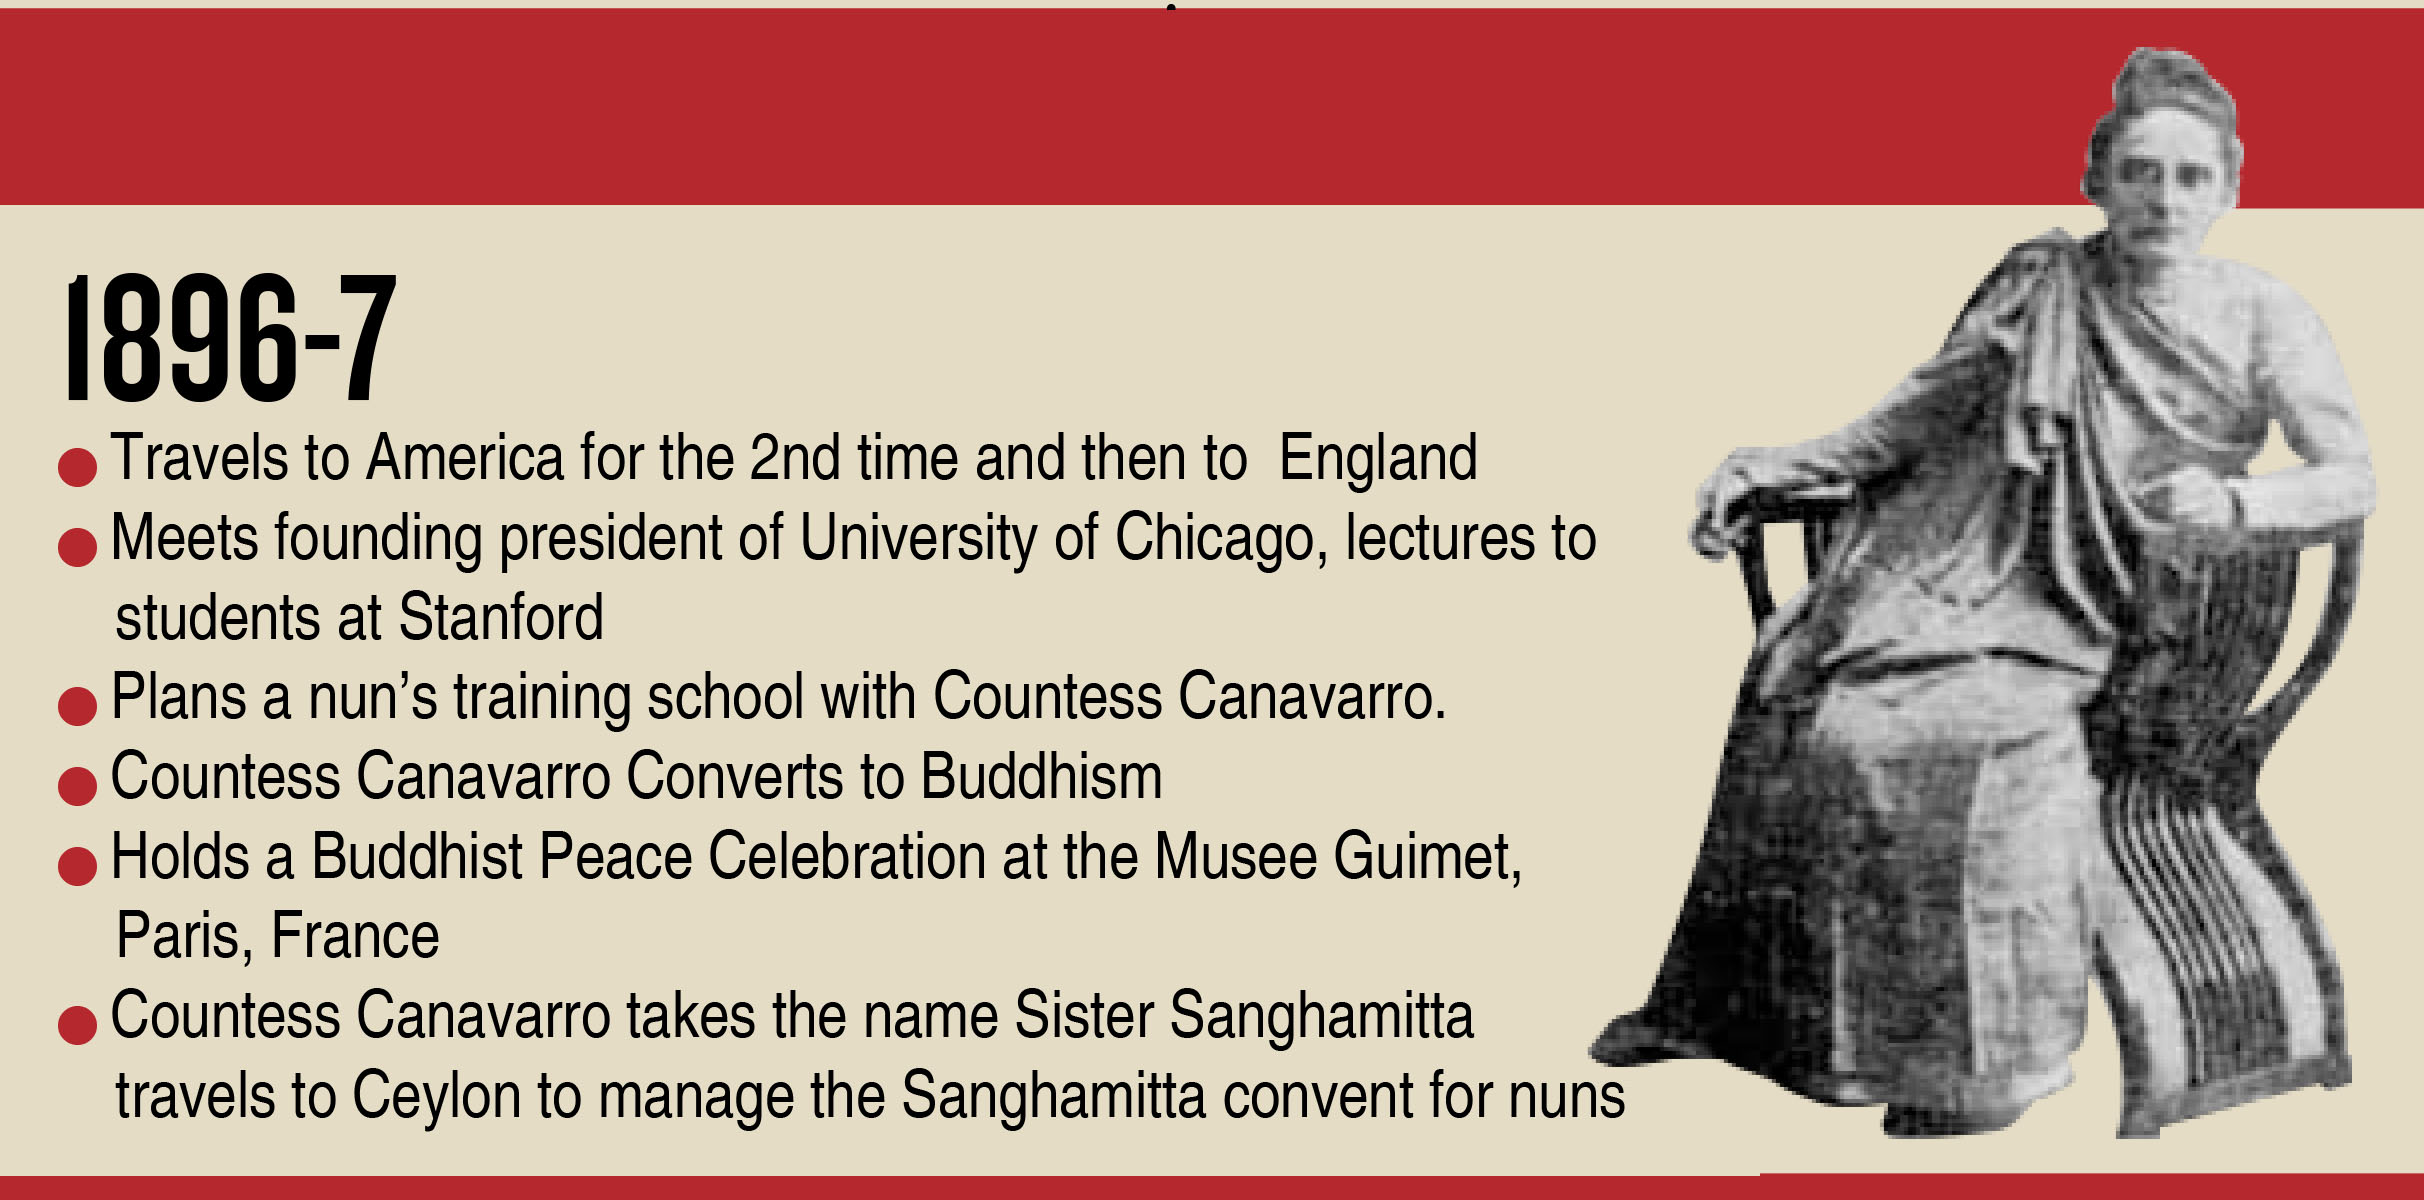 1896-7
Travels to America for the 2nd time and then to  England
Meets founding president of University of Chicago, lectures to
students at Stanford
Plans a nun’s training school with Countess Canavarro.
Countess Canavarro Converts to Buddhism
Holds a Buddhist Peace Celebration at the Musee Guimet,
Paris, France
Countess Canavarro takes the name Sister Sanghamitta
travels to Ceylon to manage the Sanghamitta convent for nuns